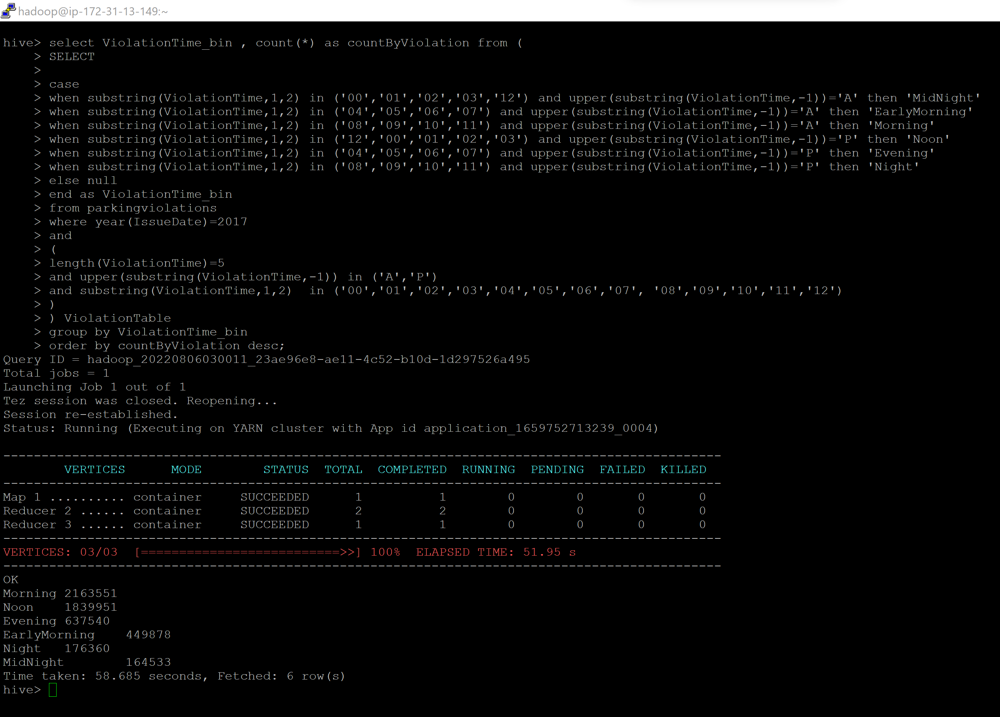 hadoop@ip-172-31-13-149:~
hive> select ViolationTime_bin , count(*) as countByViolation from (
    > SELECT
    >
    > case
    > when substring(ViolationTime,1,2) in ('00','01','02','03','12') and upper(substring(ViolationTime,-1))='A' then 'MidNight'
    > when substring(ViolationTime,1,2) in ('04','05','06','07') and upper(substring(ViolationTime,-1))='A' then 'EarlyMorning'
    > when substring(ViolationTime,1,2) in ('08','09','10','11') and upper(substring(ViolationTime,-1))='A' then 'Morning'
    > when substring(ViolationTime,1,2) in ('12','00','01','02','03') and upper(substring(ViolationTime,-1))='P' then 'Noon'
    > when substring(ViolationTime,1,2) in ('04','05','06','07') and upper(substring(ViolationTime,-1))='P' then 'Evening'
    > when substring(ViolationTime,1,2) in ('08','09','10','11') and upper(substring(ViolationTime,-1))='P' then 'Night'
    > else null
    > end as ViolationTime_bin
    > from parkingviolations
    > where year(IssueDate)=2017
    > and
    > (
    > length(ViolationTime)=5
    > and upper(substring(ViolationTime,-1)) in ('A','P')
    > and substring(ViolationTime,1,2)  in ('00','01','02','03','04','05','06','07', '08','09','10','11','12')
    > )
    > ) ViolationTable
    > group by ViolationTime_bin
    > order by countByViolation desc;
Query ID = hadoop_20220806030011_23ae96e8-ae11-4c52-b10d-1d297526a495
Total jobs = 1
Launching Job 1 out of 1
Tez session was closed. Reopening...
Session re-established.
Status: Running (Executing on YARN cluster with App id application_1659752713239_0004)
----------------------------------------------------------------------------------------------
        VERTICES      MODE        STATUS  TOTAL  COMPLETED  RUNNING  PENDING  FAILED  KILLED
----------------------------------------------------------------------------------------------
Map 1 .......... container     SUCCEEDED      1          1        0        0       0       0
Reducer 2 ...... container     SUCCEEDED      2          2        0        0       0       0
Reducer 3 ...... container     SUCCEEDED      1          1        0        0       0       0
----------------------------------------------------------------------------------------------
VERTICES: 03/03  [==========================>>] 100%  ELAPSED TIME: 51.95 s
----------------------------------------------------------------------------------------------
OK
Morning 2163551
Noon    1839951
Evening 637540
EarlyMorning    449878
Night   176360
MidNight        164533
Time taken: 58.685 seconds, Fetched: 6 row(s)
hive>